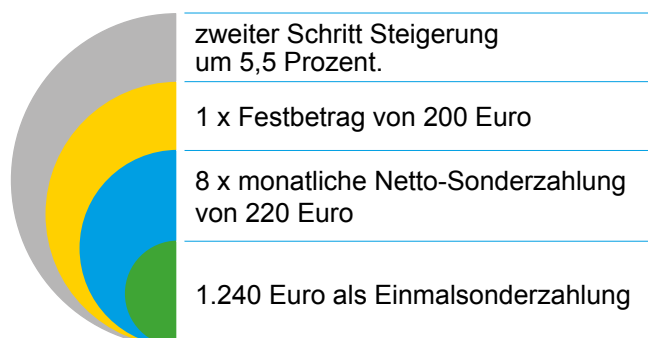 zweiter Schritt Steigerung
um 5,5 Prozent.
1 x Festbetrag von 200 Euro
8 x monatliche Netto-Sonderzahlung
von 220 Euro
1.240 Euro als Einmalsonderzahlung